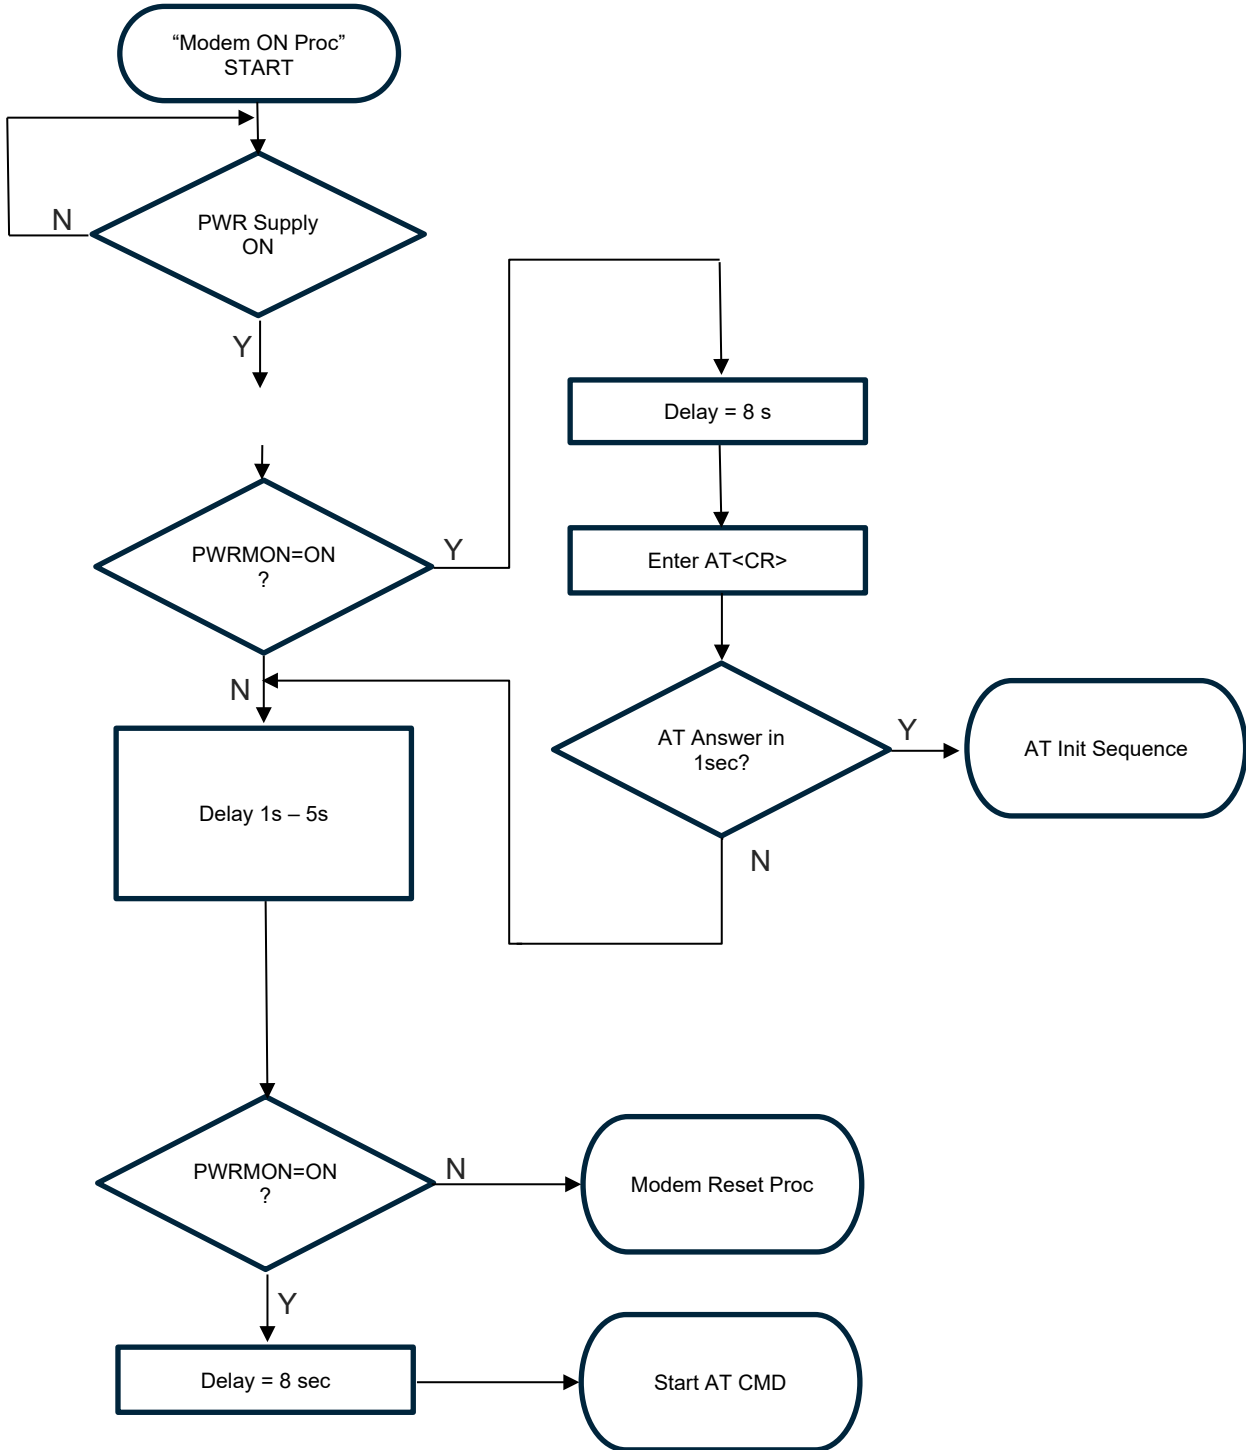 “Modem ON Proc”
START
N
PWR Supply
ON
Y
Delay = 8 s
PWRMON=ON
?
Y
Enter AT<CR>
N
AT Answer in
1sec?
Y
AT Init Sequence
Delay 1s – 5s
N
PWRMON=ON
?
N
Modem Reset Proc
Y
Delay = 8 sec
Start AT CMD